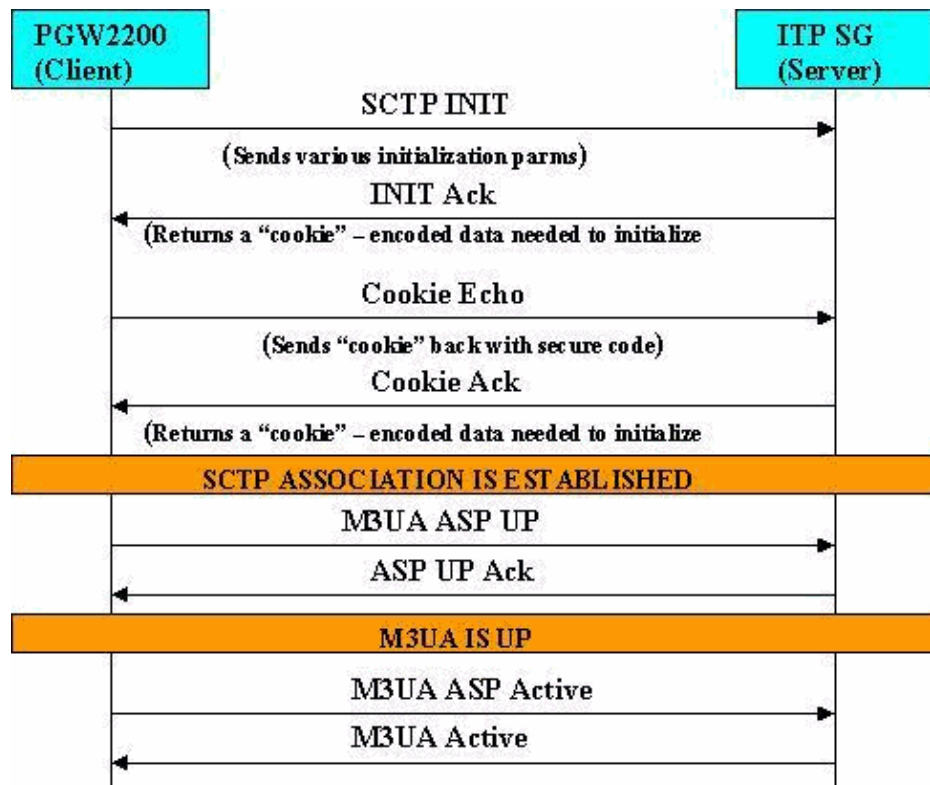 PGW2200
(Client)
ITP SG
(Server)
SCTP INIT
(Sends various initialization parms)
INIT Ack
(Returns a “cookie” – encoded data needed to initialize
Cookie Echo
(Sends “cookie” back with secure code)
Cookie Ack
(Returns a “cookie” – encoded data needed to initialize
SCTP ASSOCIATION IS ESTABLISHED
M3UA ASP UP
ASP UP Ack
M3UA IS UP
M3UA ASP Active
M3UA Active